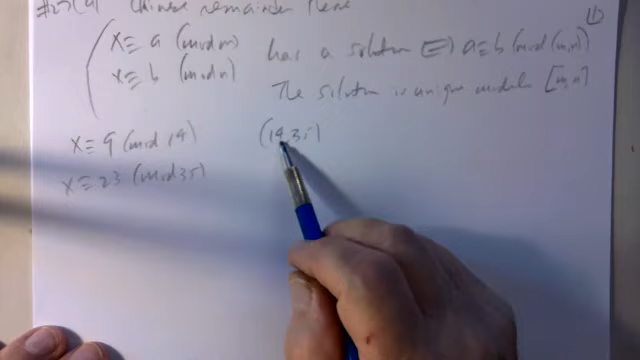 #27(a) Chinese remainder
x ≡ a (mod m) has a solution ⟺ a ≡ b (mod (m,n))
x ≡ b (mod n)
The solution is unique modulo [m,n]
x ≡ 9 (mod 14) (14,35)
x ≡ 23 (mod 35)